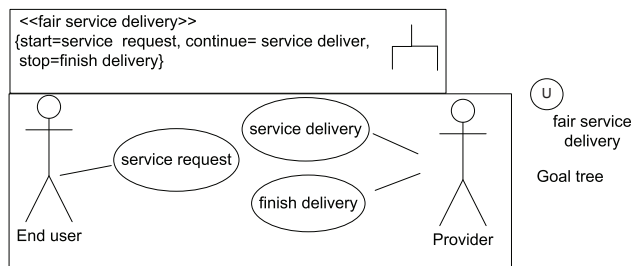 <<fair service delivery>>
{start=service request, continue= service deliver,
stop=finish delivery}
U
fair service
delivery
Goal tree
service delivery
service request
finish delivery
End user
Provider